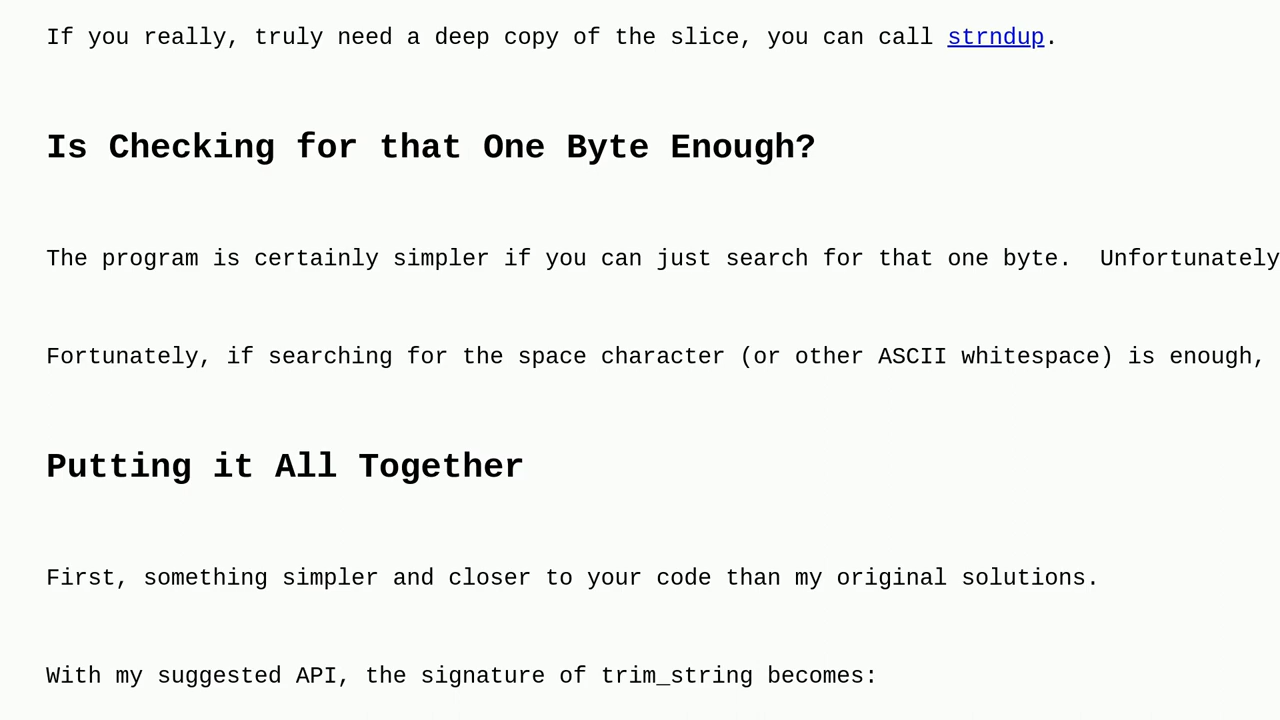 If you really, truly need a deep copy of the slice, you can call strndup.
Is Checking for that One Byte Enough?
The program is certainly simpler if you can just search for that one byte.  Unfortunately
Fortunately, if searching for the space character (or other ASCII whitespace) is enough,
Putting it All Together
First, something simpler and closer to your code than my original solutions.
With my suggested API, the signature of trim_string becomes: